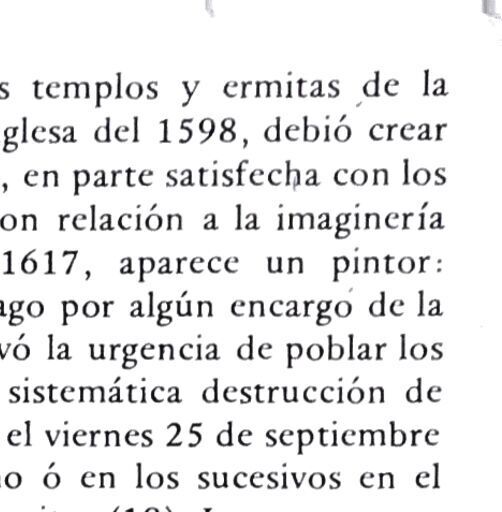 s templos y ermitas de la
glesa del 1598, debió crear
, en parte satisfecha con los
on relación a la imaginería
1617, aparece un pintor:
ago por algún encargo de la
vó la urgencia de poblar los
sistemática destrucción de
el viernes 25 de septiembre
no ó en los sucesivos en el